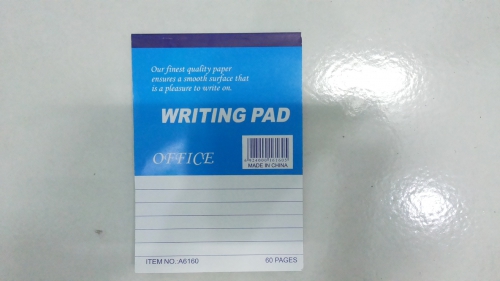 Our finest quality paper
ensures a smooth surface that
is a pleasure to write on.
WRITING PAD
OFFICE
MADE IN CHINA
ITEM NO.:A6160
60 PAGES